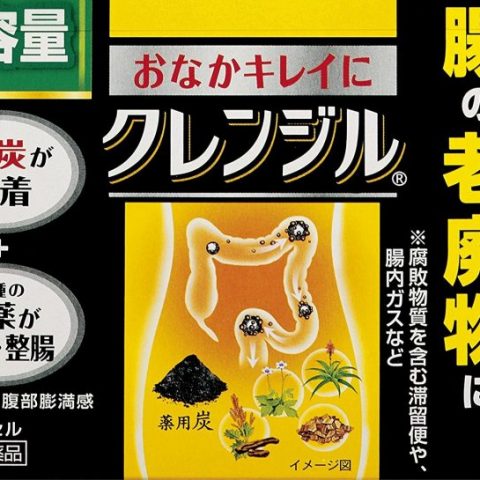 容量
おなかキレイに
クレンジル®
腸の老廃物に
※腐敗物質を含む滞留便や、
腸内ガスなど
炭が
着
+
種の
薬が
・整腸
腹部膨満感
セル
薬品
薬用炭
イメージ図